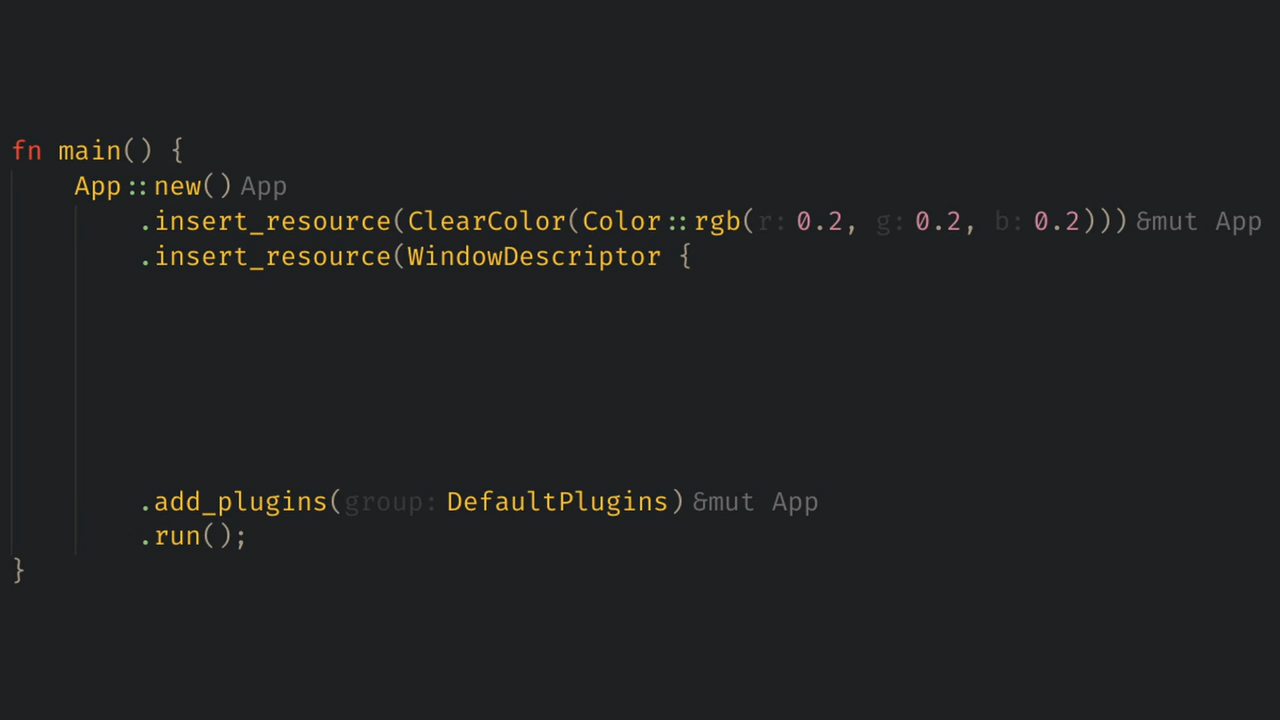 fn main() {
    App::new() App
        .insert_resource(ClearColor(Color::rgb(r: 0.2, g: 0.2, b: 0.2))) &mut App
        .insert_resource(WindowDescriptor {
        .add_plugins(group: DefaultPlugins) &mut App
        .run();
}